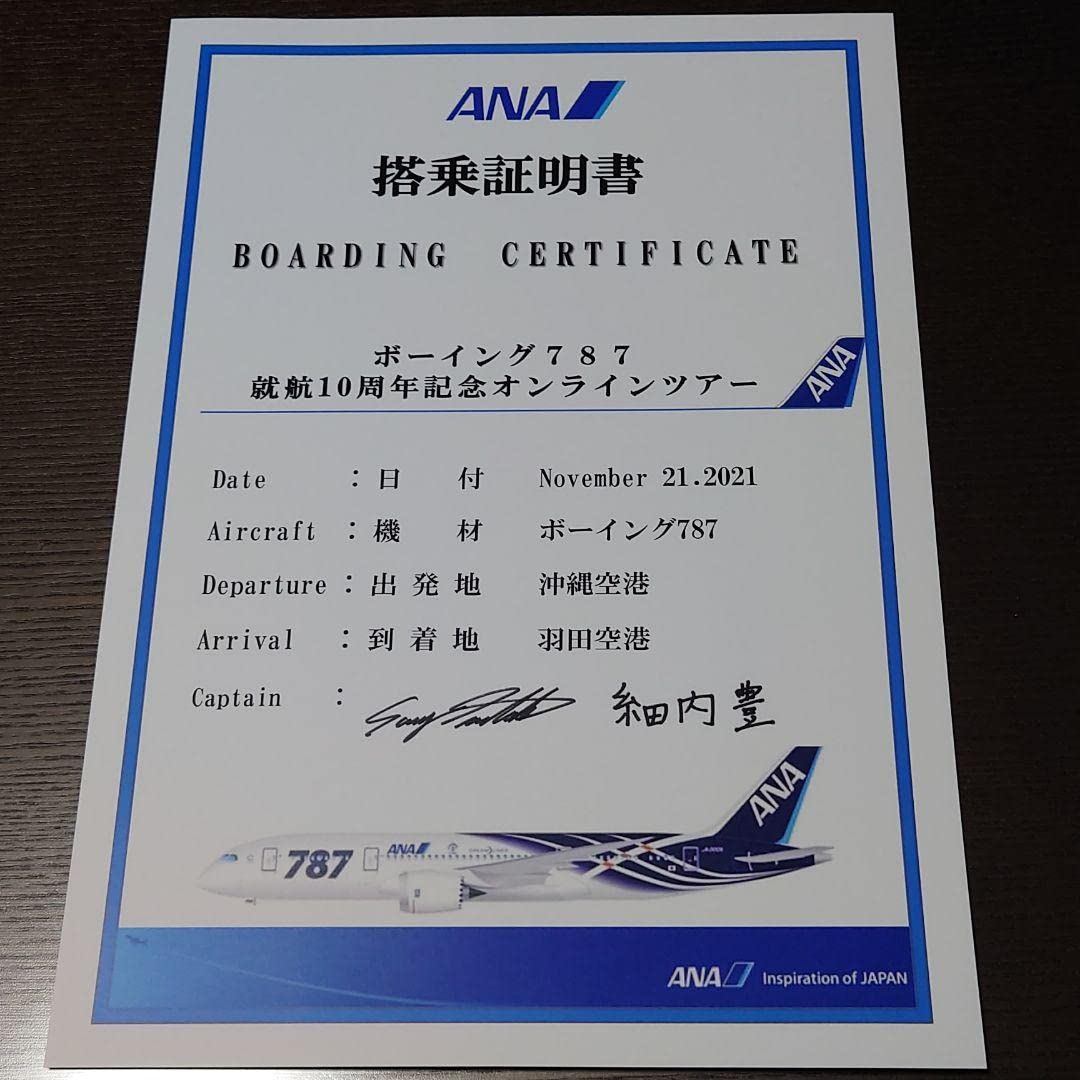 ANA
搭乗証明書
BOARDING CERTIFICATE
ボーイング７８７
就航10周年記念オンラインツアー
ANA
Date ：日 付 November 21.2021
Aircraft ：機 材 ボーイング787
Departure：出 発 地 沖縄空港
Arrival ：到 着 地 羽田空港
Captain ： 細内豊
ANA
787 ANA
ANA Inspiration of JAPAN